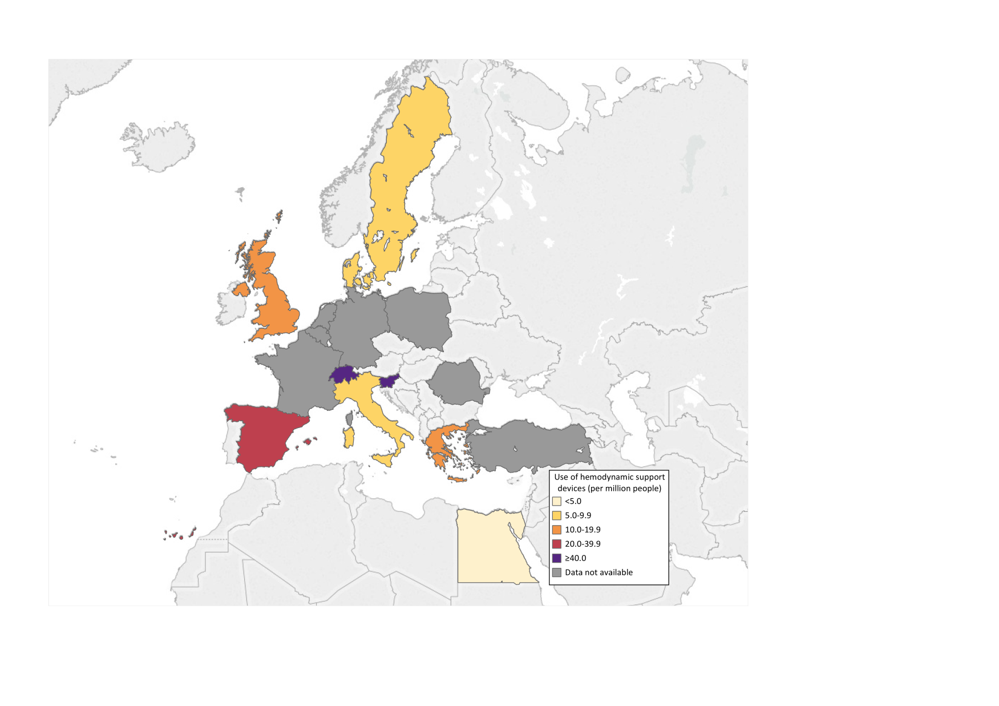 Use of hemodynamic support
devices (per million people)
<5.0
5.0-9.9
10.0-19.9
20.0-39.9
≥40.0
Data not available